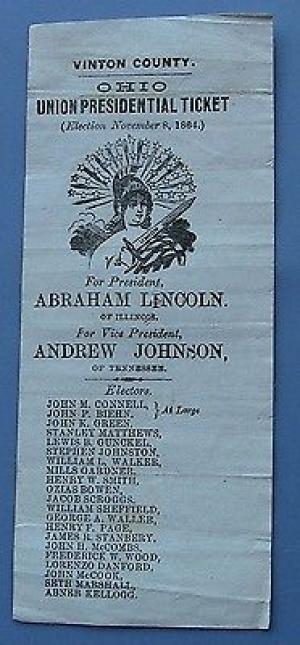 VINTON COUNTY.
OHIO
UNION PRESIDENTIAL TICKET
(Election November 8, 1864.)
For President,
ABRAHAM LINCOLN.
OF ILLINOIS.
For Vice President,
ANDREW JOHNSON,
OF TENNESSEE.
Electors.
JOHN M. CONNELL,
JOHN P. BIEHN, } At Large
JOHN K. GREEN,
STANLEY MATTHEWS,
LEWIS B. GUNCKEL,
STEPHEN JOHNSTON,
WILLIAM L. WALKER,
MILLS GARDNER,
HENRY W. SMITH,
OZIAS BOWEN,
JACOB SCROGGS,
WILLIAM SHEFFIELD,
GEORGE A. WALLER,
HENRY F. PAGE,
JAMES R. STANBERY,
JOHN H. McCOMBS,
FREDERICK W. WOOD,
LORENZO DANFORD,
JOHN McCOOK,
SETH MARSHALL,
ABNER KELLOGG.